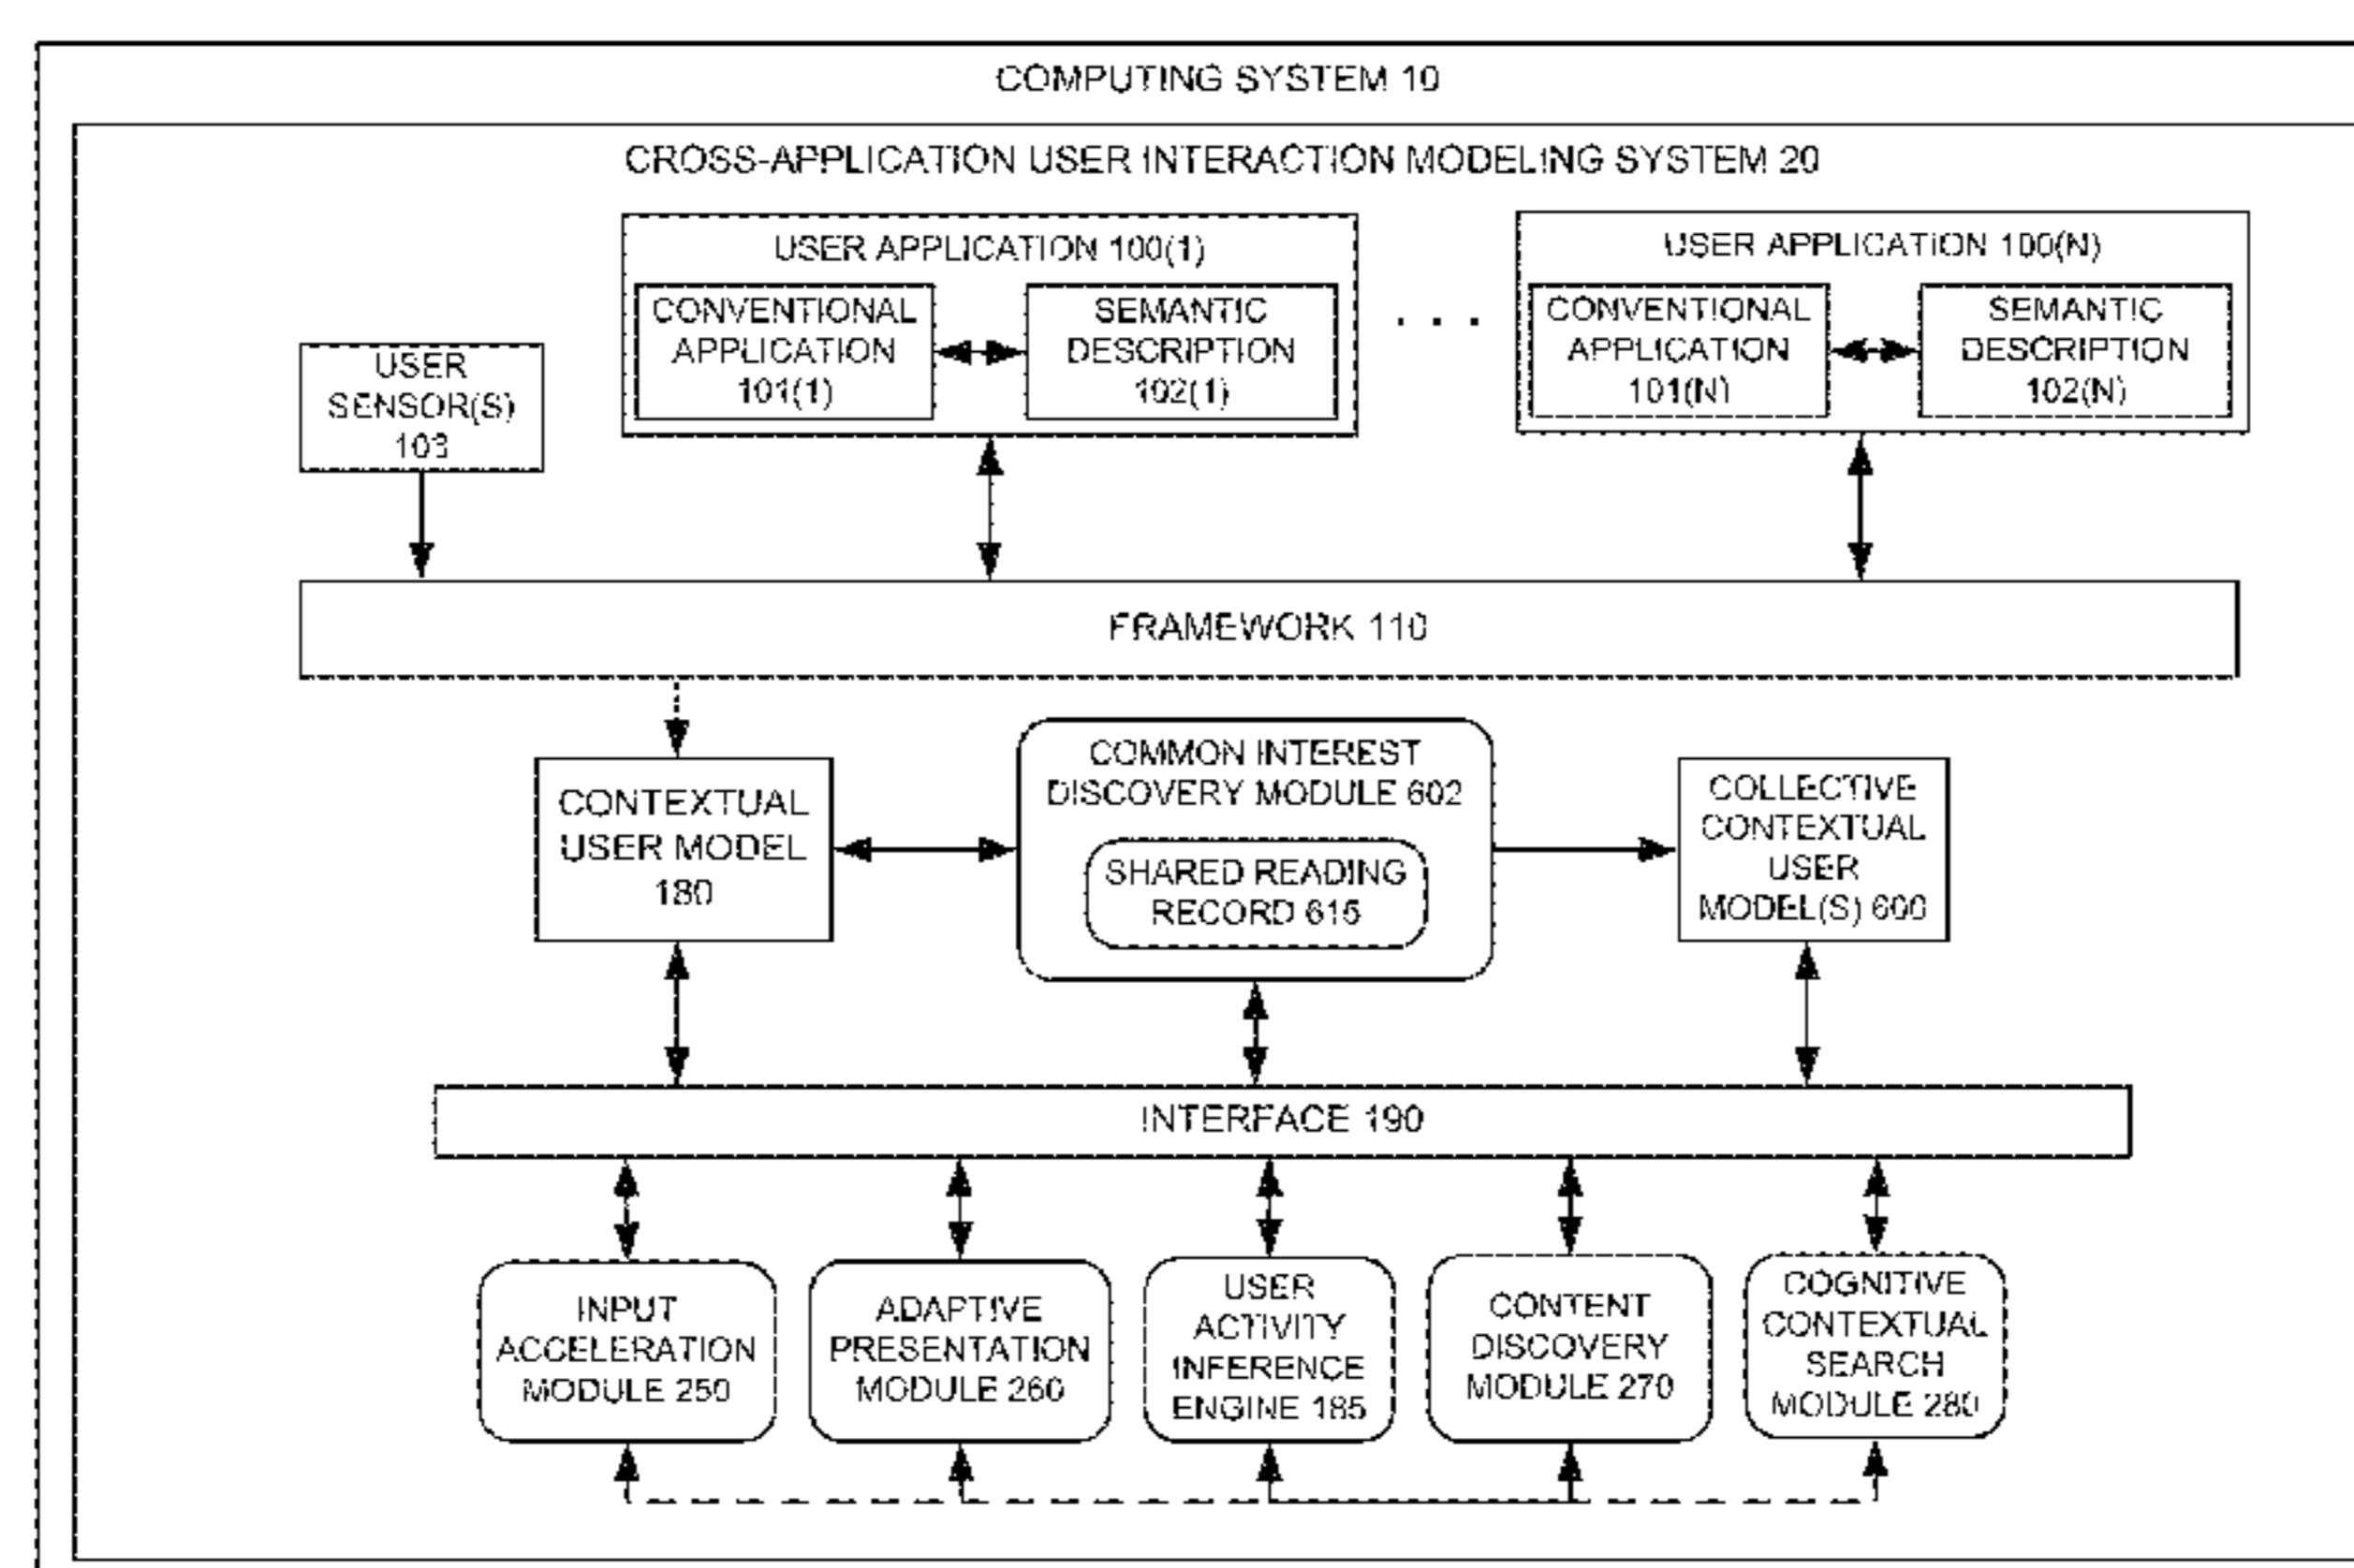 COMPUTING SYSTEM 10
CROSS-APPLICATION USER INTERACTION MODELING SYSTEM 20
USER APPLICATION 100(1)
CONVENTIONAL
APPLICATION
101(1)
SEMANTIC
DESCRIPTION
102(1)
. . .
USER APPLICATION 100(N)
CONVENTIONAL
APPLICATION
101(N)
SEMANTIC
DESCRIPTION
102(N)
USER
SENSOR(S)
103
FRAMEWORK 110
CONTEXTUAL
USER MODEL
180
COMMON INTEREST
DISCOVERY MODULE 602
SHARED READING
RECORD 615
COLLECTIVE
CONTEXTUAL
USER
MODEL(S) 600
INTERFACE 190
INPUT
ACCELERATION
MODULE 250
ADAPTIVE
PRESENTATION
MODULE 260
USER
ACTIVITY
INFERENCE
ENGINE 185
CONTENT
DISCOVERY
MODULE 270
COGNITIVE
CONTEXTUAL
SEARCH
MODULE 280